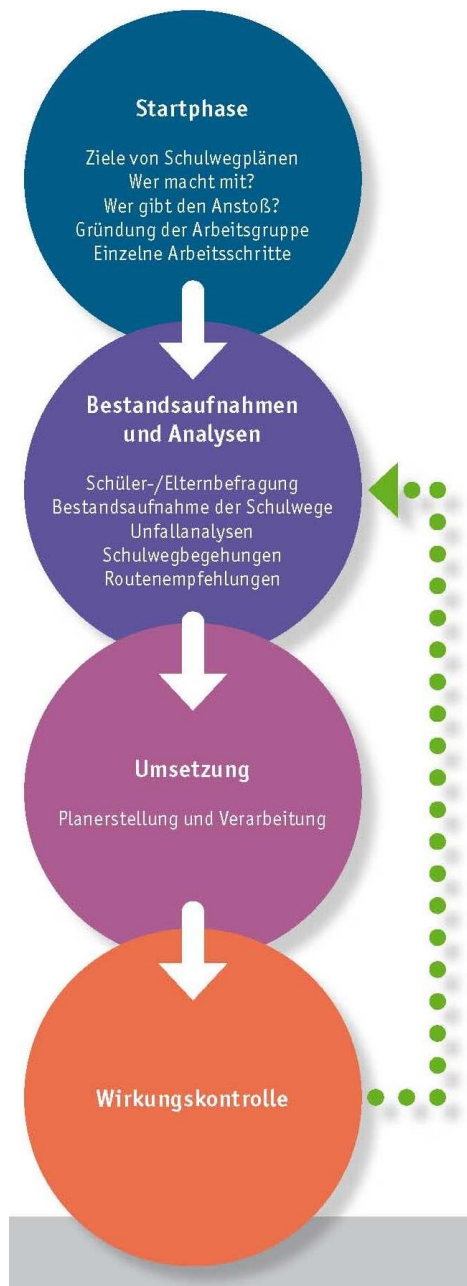 Startphase
Ziele von Schulwegplänen
Wer macht mit?
Wer gibt den Anstoß?
Gründung der Arbeitsgruppe
Einzelne Arbeitsschritte
Bestandsaufnahmen
und Analysen
Schüler-/Elternbefragung
Bestandsaufnahme der Schulwege
Unfallanalysen
Schulwegbegehungen
Routenempfehlungen
Umsetzung
Planerstellung und Verarbeitung
Wirkungskontrolle